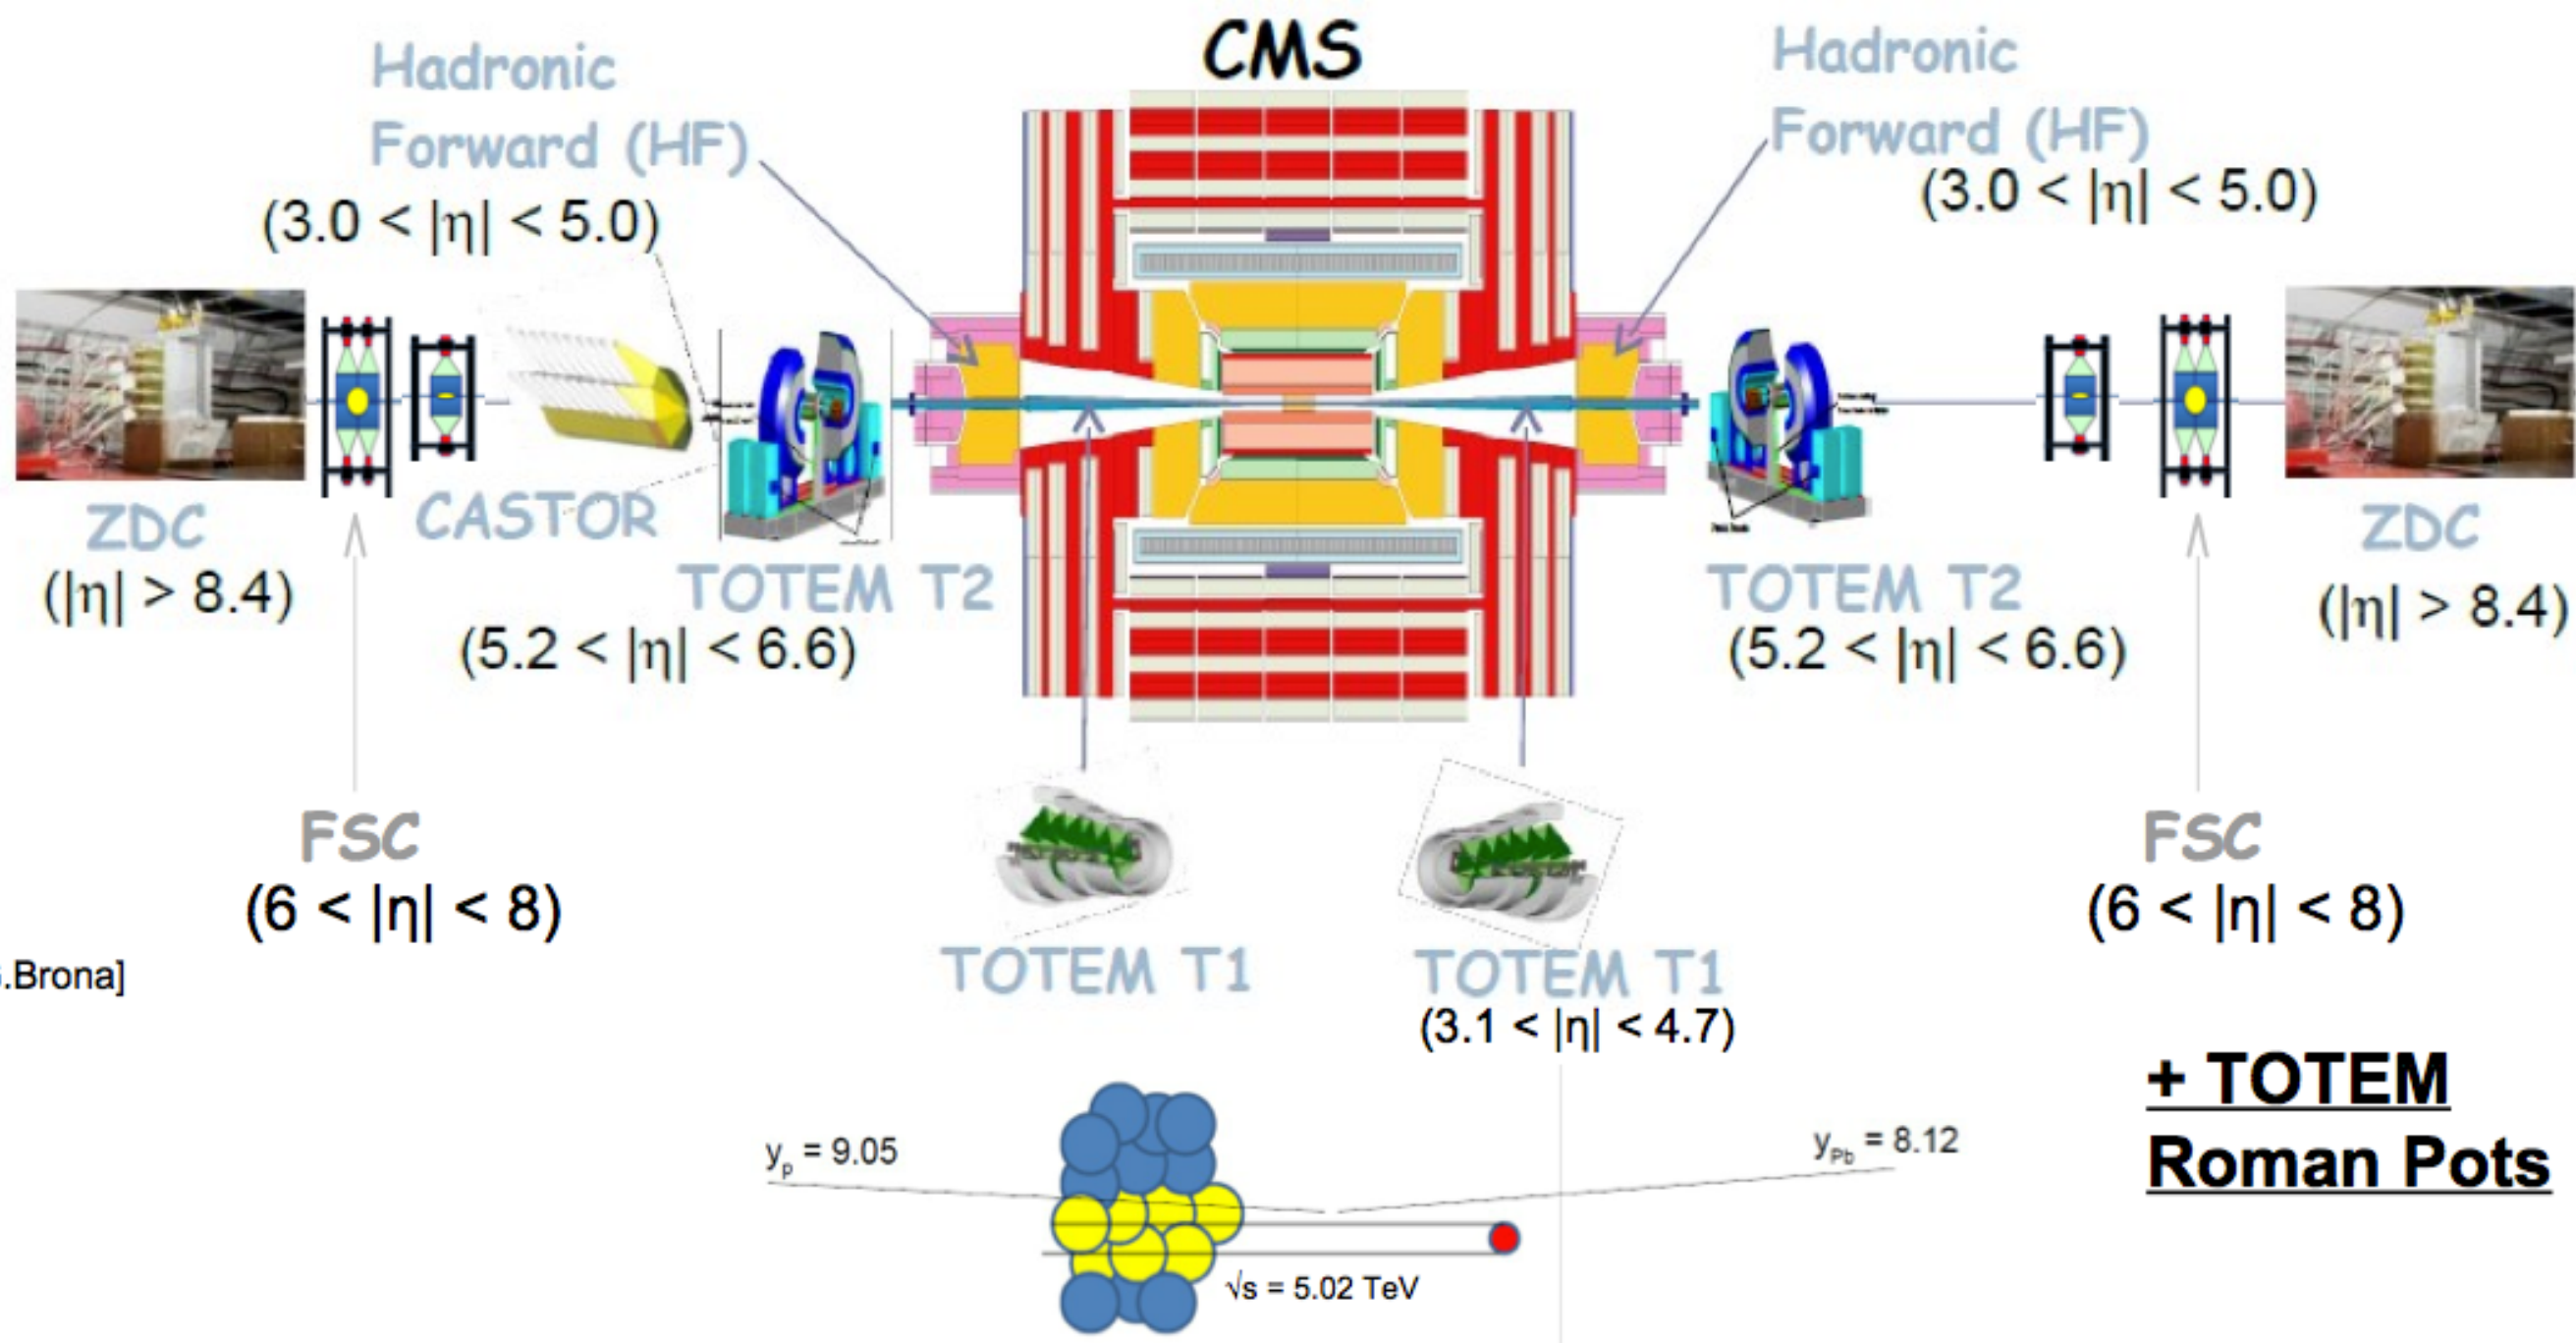 CMS
Hadronic
Forward (HF)
(3.0 < |η| < 5.0)
Hadronic
Forward (HF)
(3.0 < |η| < 5.0)
ZDC
(|η| > 8.4)
CASTOR
TOTEM T2
(5.2 < |η| < 6.6)
TOTEM T2
(5.2 < |η| < 6.6)
ZDC
(|η| > 8.4)
FSC
(6 < |η| < 8)
FSC
(6 < |η| < 8)
.Brona]
TOTEM T1
TOTEM T1
(3.1 < |η| < 4.7)
+ TOTEM
Roman Pots
y_p = 9.05
y_Pb = 8.12
√s = 5.02 TeV